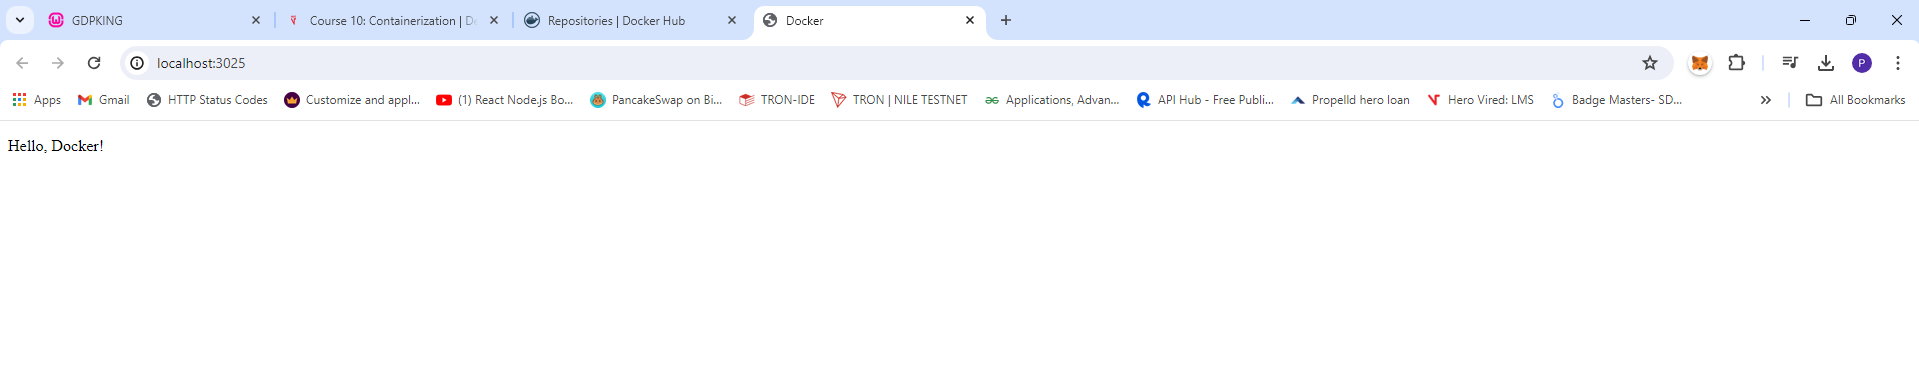 GDPKING
Course 10: Containerization | D
Repositories | Docker Hub
Docker
localhost:3025
P
Apps
Gmail
HTTP Status Codes
Customize and appl...
(1) React Node.js Bo...
PancakeSwap on Bi...
TRON-IDE
TRON | NILE TESTNET
Applications, Advan...
API Hub - Free Publi...
Propelld hero loan
Hero Vired: LMS
Badge Masters- SD...
All Bookmarks
Hello, Docker!